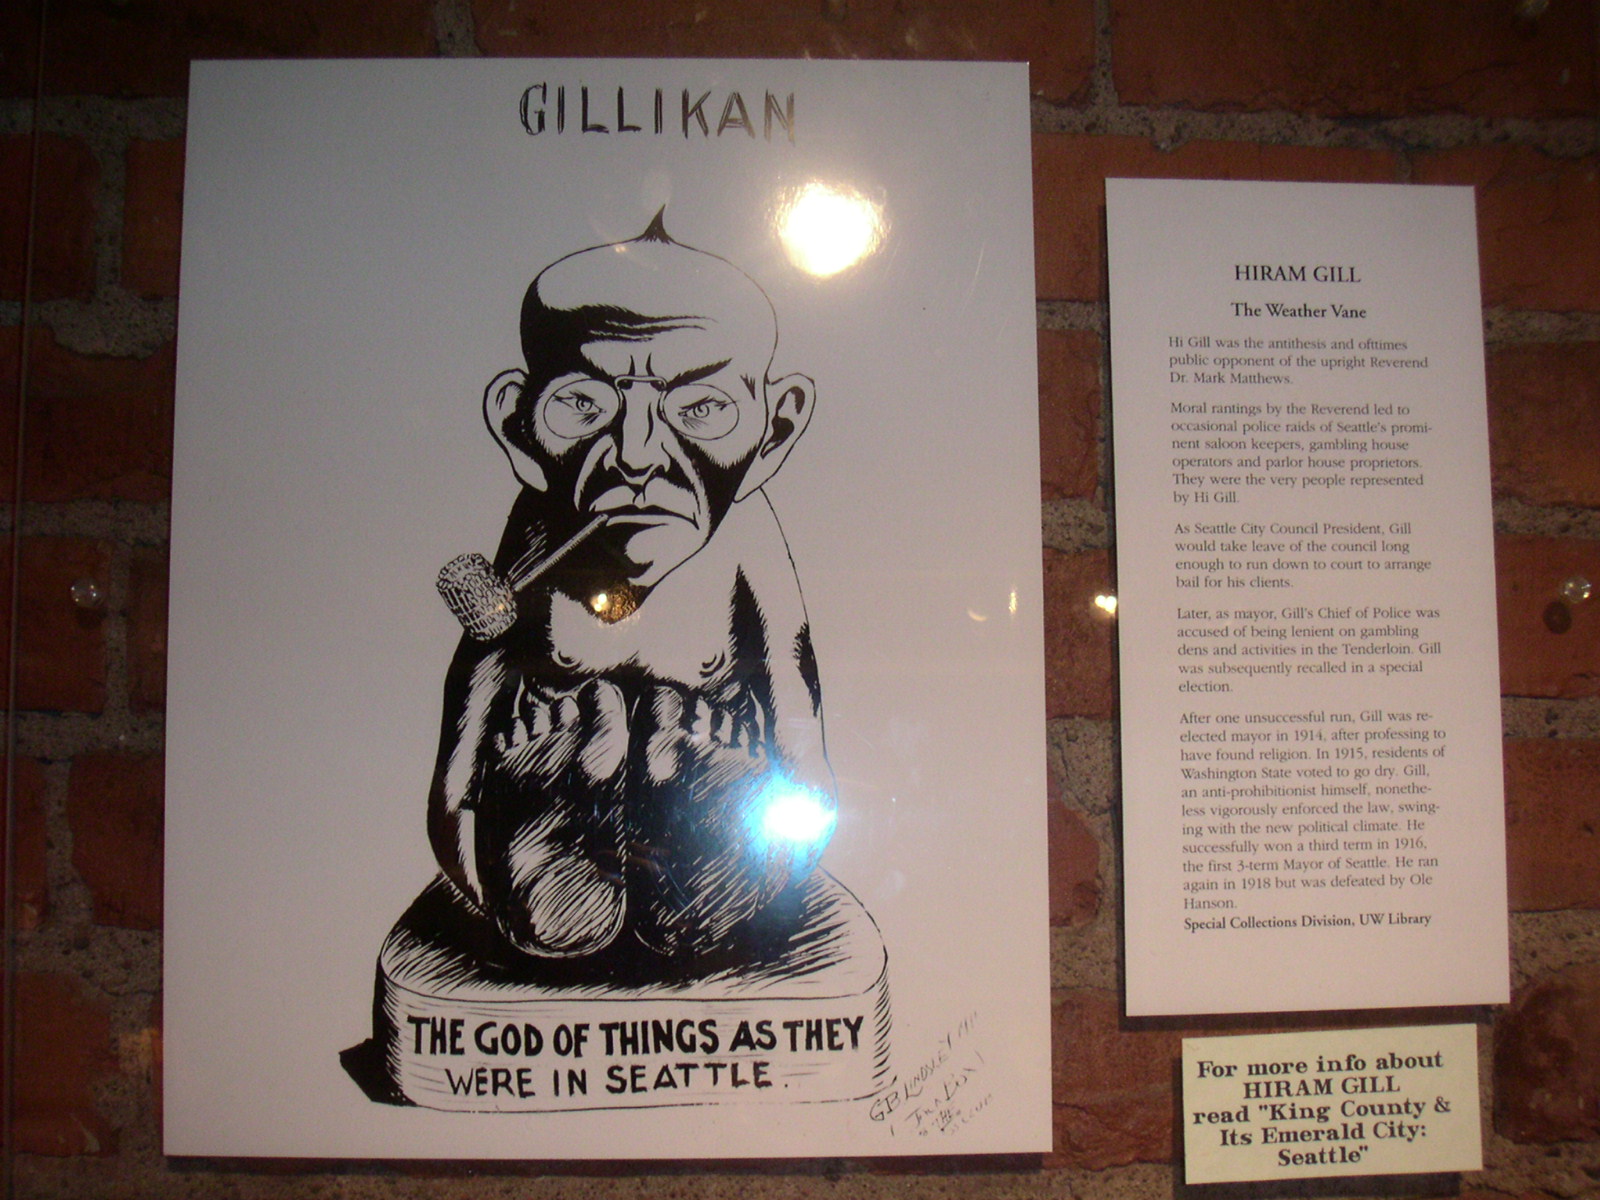 GILLIKAN
THE GOD OF THINGS AS THEY
WERE IN SEATTLE.
GB LINDSLEY
HIRAM GILL
The Weather Vane
Hi Gill was the antithesis and ofttimes
public opponent of the upright Reverend
Dr. Mark Matthews.
Moral rantings by the Reverend led to
occasional police raids of Seattle's promi-
nent saloon keepers, gambling house
operators and parlor house proprietors.
They were the very people represented
by Hi Gill.
As Seattle City Council President, Gill
would take leave of the council long
enough to run down to court to arrange
bail for his clients.
Later, as mayor, Gill's Chief of Police was
accused of being lenient on gambling
dens and activities in the Tenderloin. Gill
was subsequently recalled in a special
election.
After one unsuccessful run, Gill was re-
elected mayor in 1914, after professing to
have found religion. In 1915, residents of
Washington State voted to go dry. Gill,
an anti-prohibitionist himself, nonethe-
less vigorously enforced the law, swing-
ing with the new political climate. He
successfully won a third term in 1916,
the first 3-term Mayor of Seattle. He ran
again in 1918 but was defeated by Ole
Hanson.
Special Collections Division, UW Library
For more info about
HIRAM GILL
read "King County &
Its Emerald City:
Seattle"